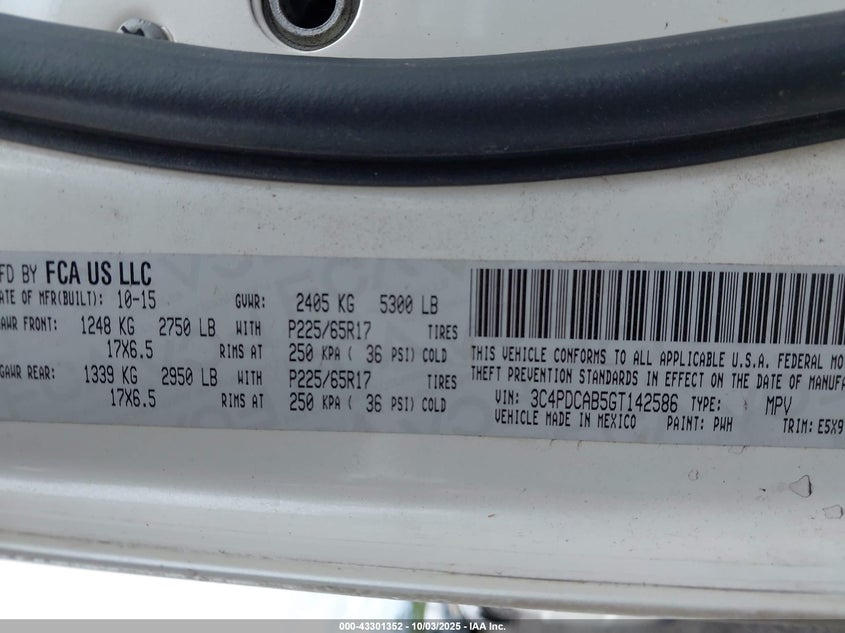 FD BY FCA US LLC
ATE OF MFR(BUILT): 10-15 GVWR: 2405 KG 5300 LB
AWR FRONT: 1248 KG 2750 LB WITH P225/65R17 TIRES
17X6.5 RIMS AT 250 KPA ( 36 PSI) COLD
GAWR REAR: 1339 KG 2950 LB WITH P225/65R17 TIRES
17X6.5 RIMS AT 250 KPA ( 36 PSI) COLD
THIS VEHICLE CONFORMS TO ALL APPLICABLE U.S.A. FEDERAL MO
THEFT PREVENTION STANDARDS IN EFFECT ON THE DATE OF MANUFA
VIN: 3C4PDCAB5GT142586 TYPE: MPV
VEHICLE MADE IN MEXICO PAINT: PWH TRIM: E5X9
000-43301352 - 10/03/2025 - IAA Inc.